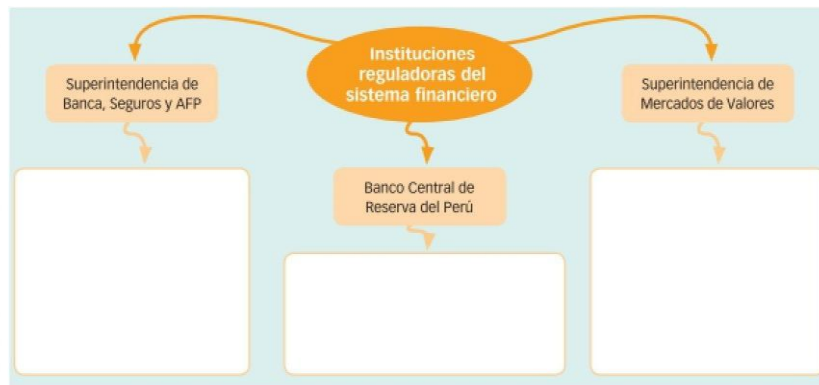 Instituciones
reguladoras del
sistema financiero
Superintendencia de
Banca, Seguros y AFP
Superintendencia de
Mercados de Valores
Banco Central de
Reserva del Perú